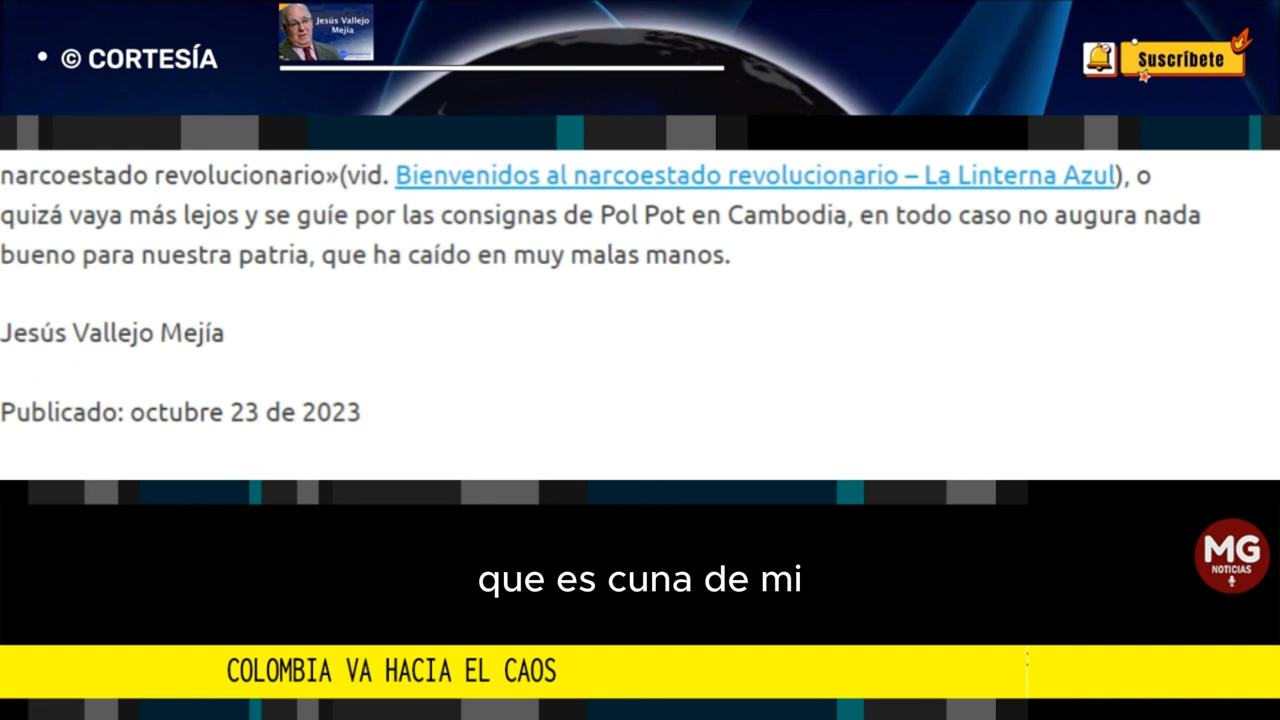 • © CORTESÍA
Jesús Vallejo
Mejía
Suscríbete
narcoestado revolucionario»(vid. Bienvenidos al narcoestado revolucionario – La Linterna Azul), o
quizá vaya más lejos y se guíe por las consignas de Pol Pot en Cambodia, en todo caso no augura nada
bueno para nuestra patria, que ha caído en muy malas manos.
Jesús Vallejo Mejía
Publicado: octubre 23 de 2023
que es cuna de mi
MG
NOTICIAS
COLOMBIA VA HACIA EL CAOS